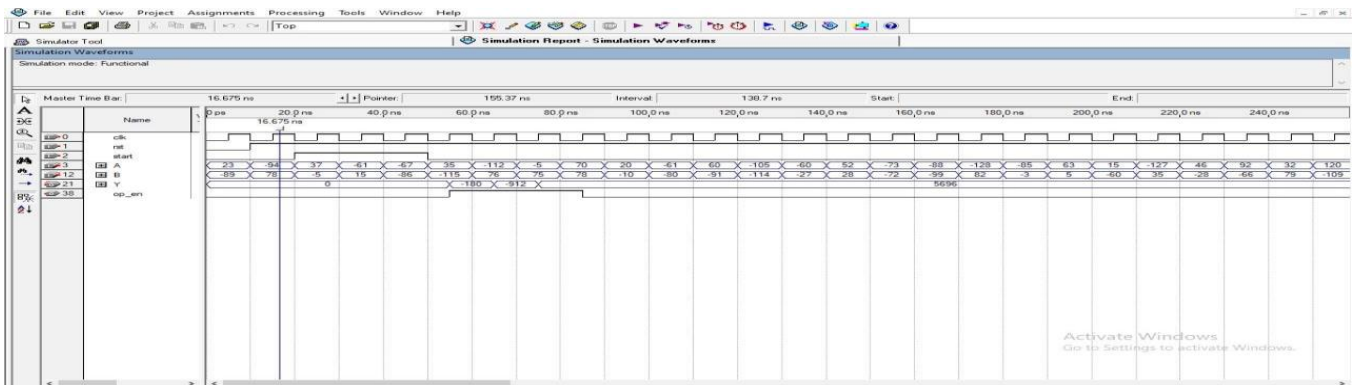 File Edit View Project Assignments Processing Tools Window Help
Top
Simulator Tool
Simulation Report - Simulation Waveforms
Simulation Waveforms
Simulation mode: Functional
Master Time Bar: 16.675 ns Pointer: 155.37 ns Interval: 138.7 ns Start: End:
Name
0 ps 20.0 ns 40.0 ns 60.0 ns 80.0 ns 100.0 ns 120.0 ns 140.0 ns 160.0 ns 180.0 ns 200.0 ns 220.0 ns 240.0 ns
16.675 ns
0 clk
1 rst
2 start
3 A 23 -94 37 -61 -67 35 -112 -5 70 20 -61 60 -105 -60 52 -73 -88 -128 -85 63 15 -127 46 92 32 120
12 B -89 78 -5 15 -86 -115 76 75 78 -10 -80 -91 -114 -27 28 -72 -99 82 -3 5 -60 35 -28 -66 79 -109
21 Y 0 -180 -912 5696
38 op_en
Activate Windows
Go to Settings to activate Windows.